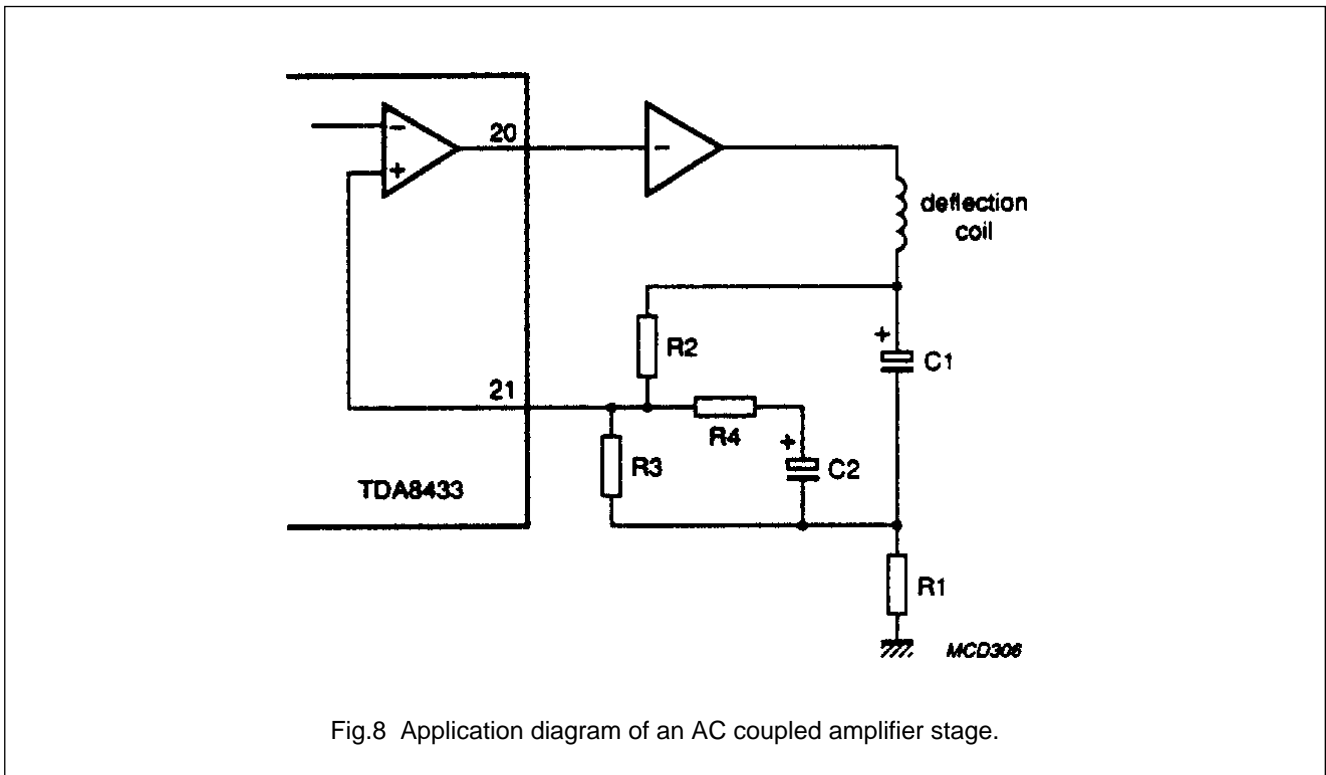 −
+
20
−
deflection
coil
+
C1
R2
21
R4
+
R3
C2
TDA8433
R1
MCD306
Fig.8 Application diagram of an AC coupled amplifier stage.